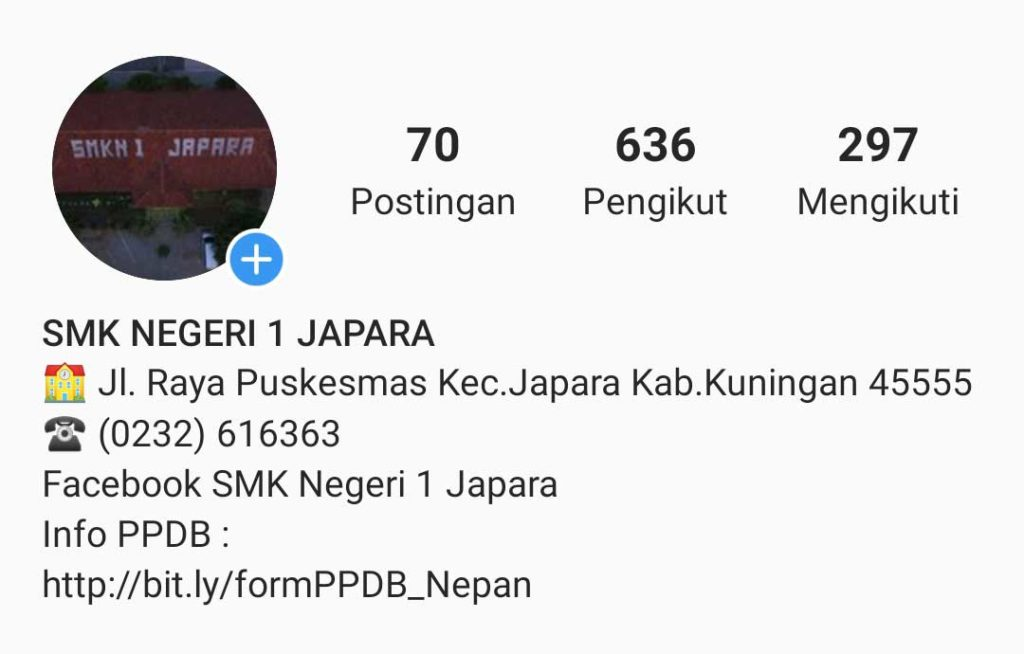 SMKN 1 JAPARA
70 636 297
Postingan Pengikut Mengikuti
SMK NEGERI 1 JAPARA
🏫 Jl. Raya Puskesmas Kec.Japara Kab.Kuningan 45555
☎ (0232) 616363
Facebook SMK Negeri 1 Japara
Info PPDB :
http://bit.ly/formPPDB_Nepan